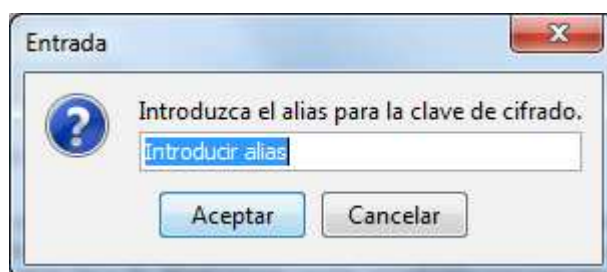 Entrada
Introduzca el alias para la clave de cifrado.
Introducir alias
Aceptar Cancelar